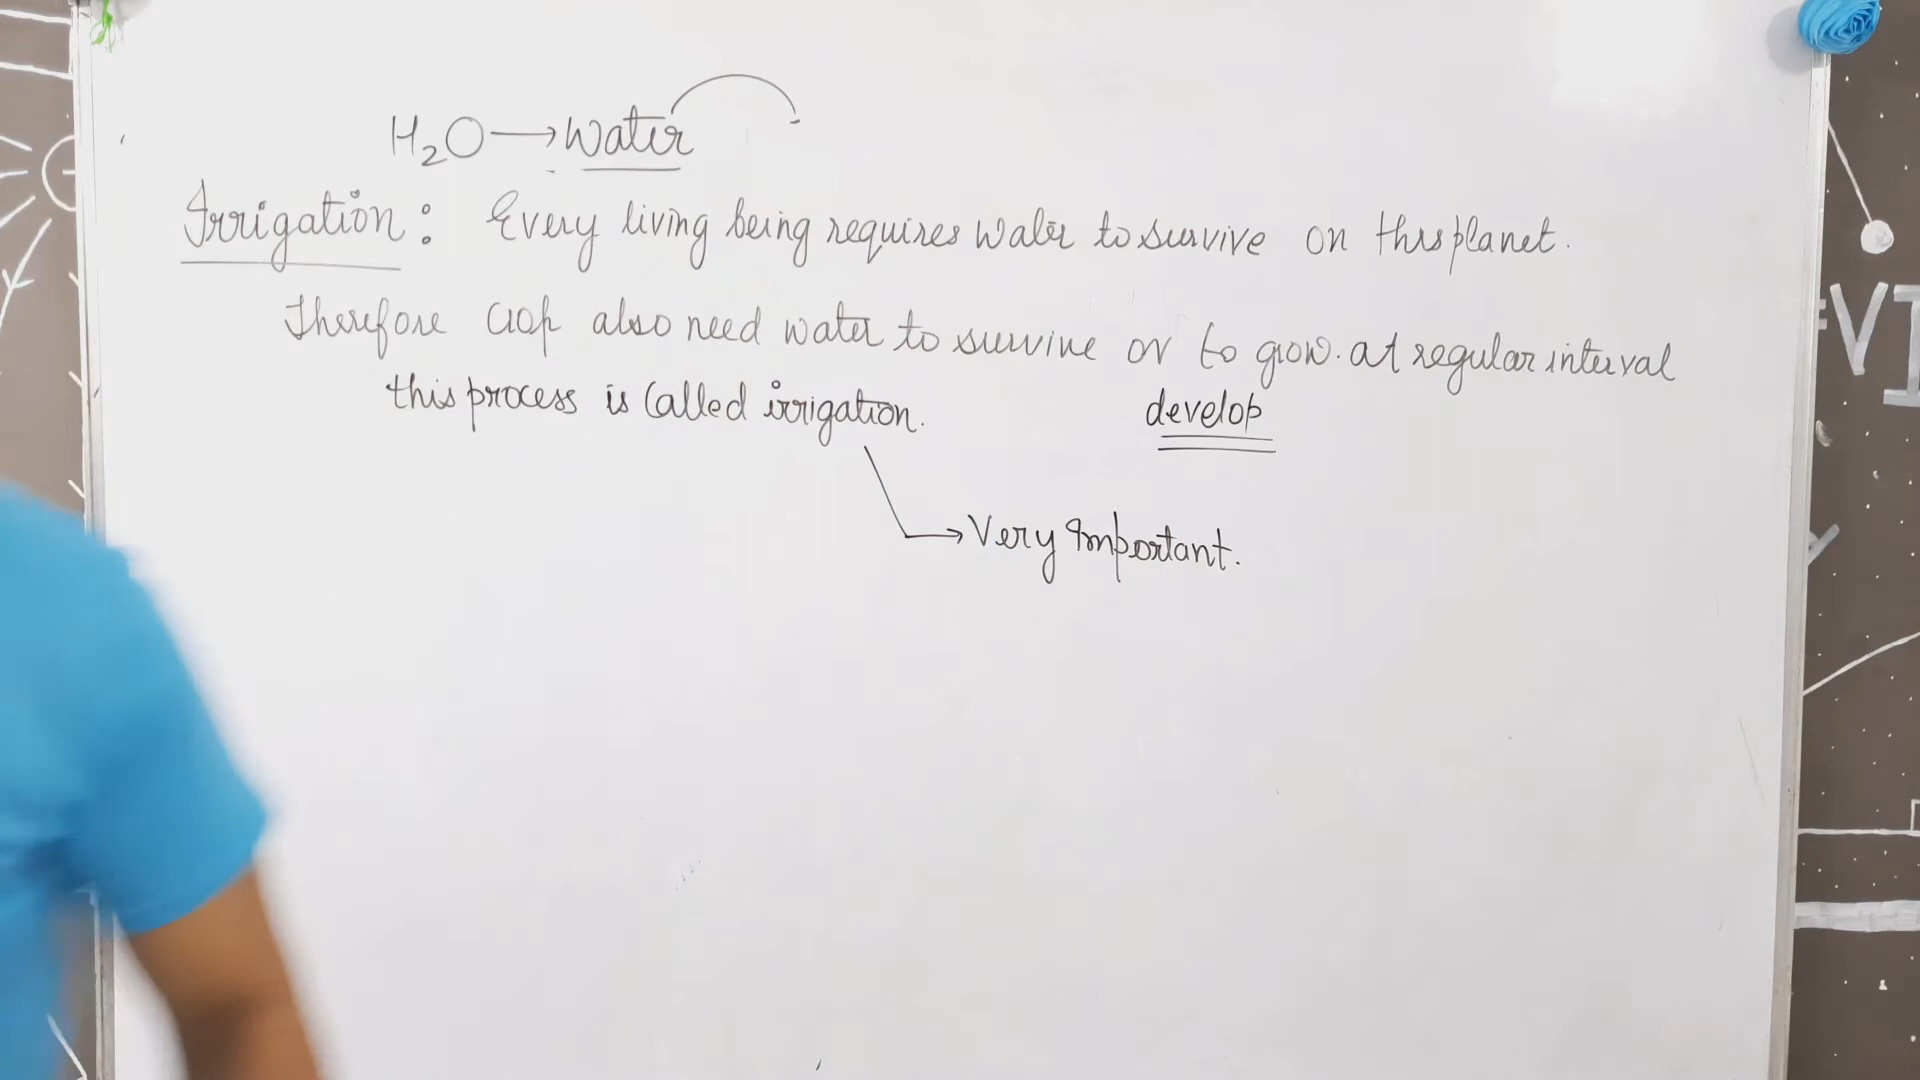 H₂O → Water
Irrigation : Every living being requires water to survive on this planet.
Therefore crop also need water to survive or to grow. at regular interval
this process is called irrigation.
develop
→ Very Important.
VI